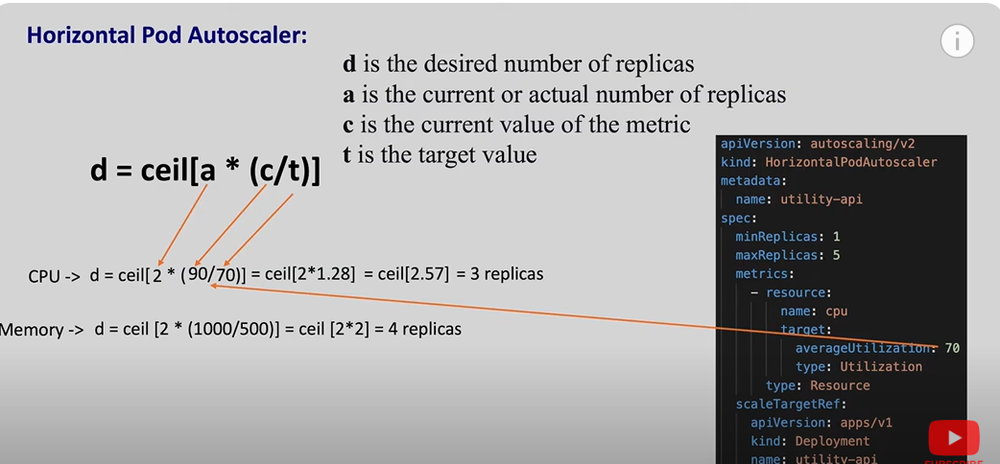 Horizontal Pod Autoscaler:
d is the desired number of replicas
a is the current or actual number of replicas
c is the current value of the metric
t is the target value
d = ceil[a * (c/t)]
CPU -> d = ceil[2 * (90/70)] = ceil[2*1.28] = ceil[2.57] = 3 replicas
Memory -> d = ceil [2 * (1000/500)] = ceil [2*2] = 4 replicas
apiVersion: autoscaling/v2
kind: HorizontalPodAutoscaler
metadata:
name: utility-api
spec:
minReplicas: 1
maxReplicas: 5
metrics:
- resource:
name: cpu
target:
averageUtilization: 70
type: Utilization
type: Resource
scaleTargetRef:
apiVersion: apps/v1
kind: Deployment
name: utility-api
SUBSCRIBE